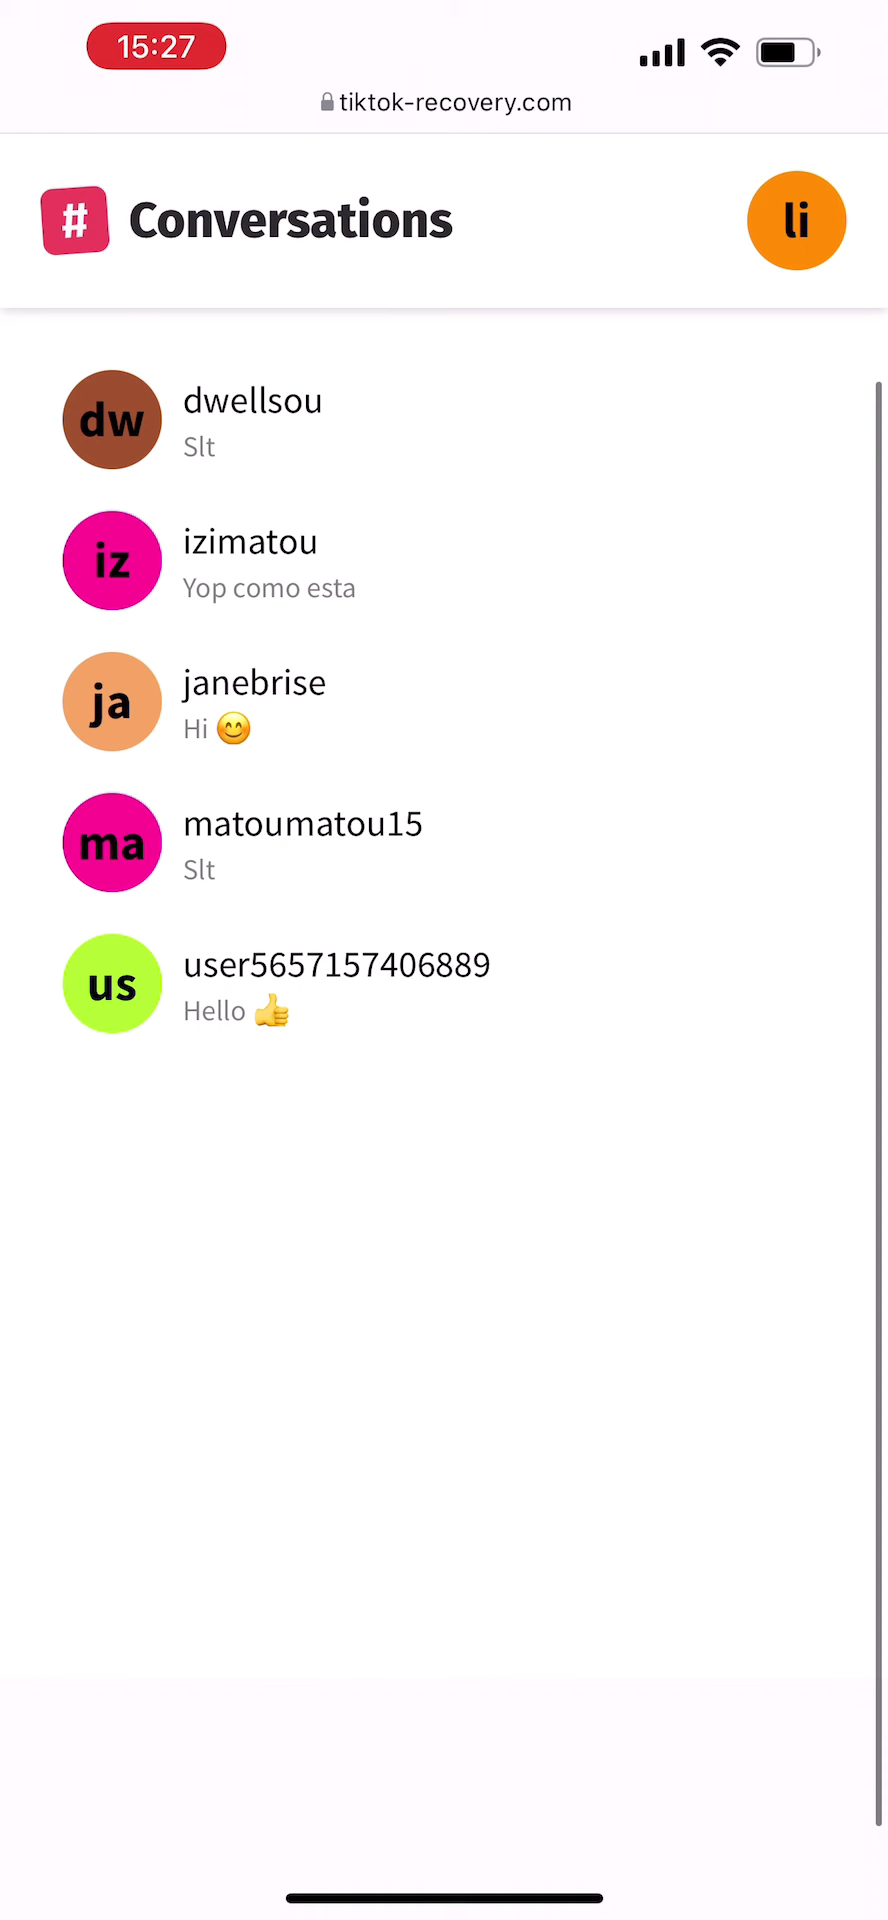 15:27
tiktok-recovery.com
# Conversations
li
dw
dwellsou
Slt
iz
izimatou
Yop como esta
ja
janebrise
Hi 😊
ma
matoumatou15
Slt
us
user5657157406889
Hello 👍